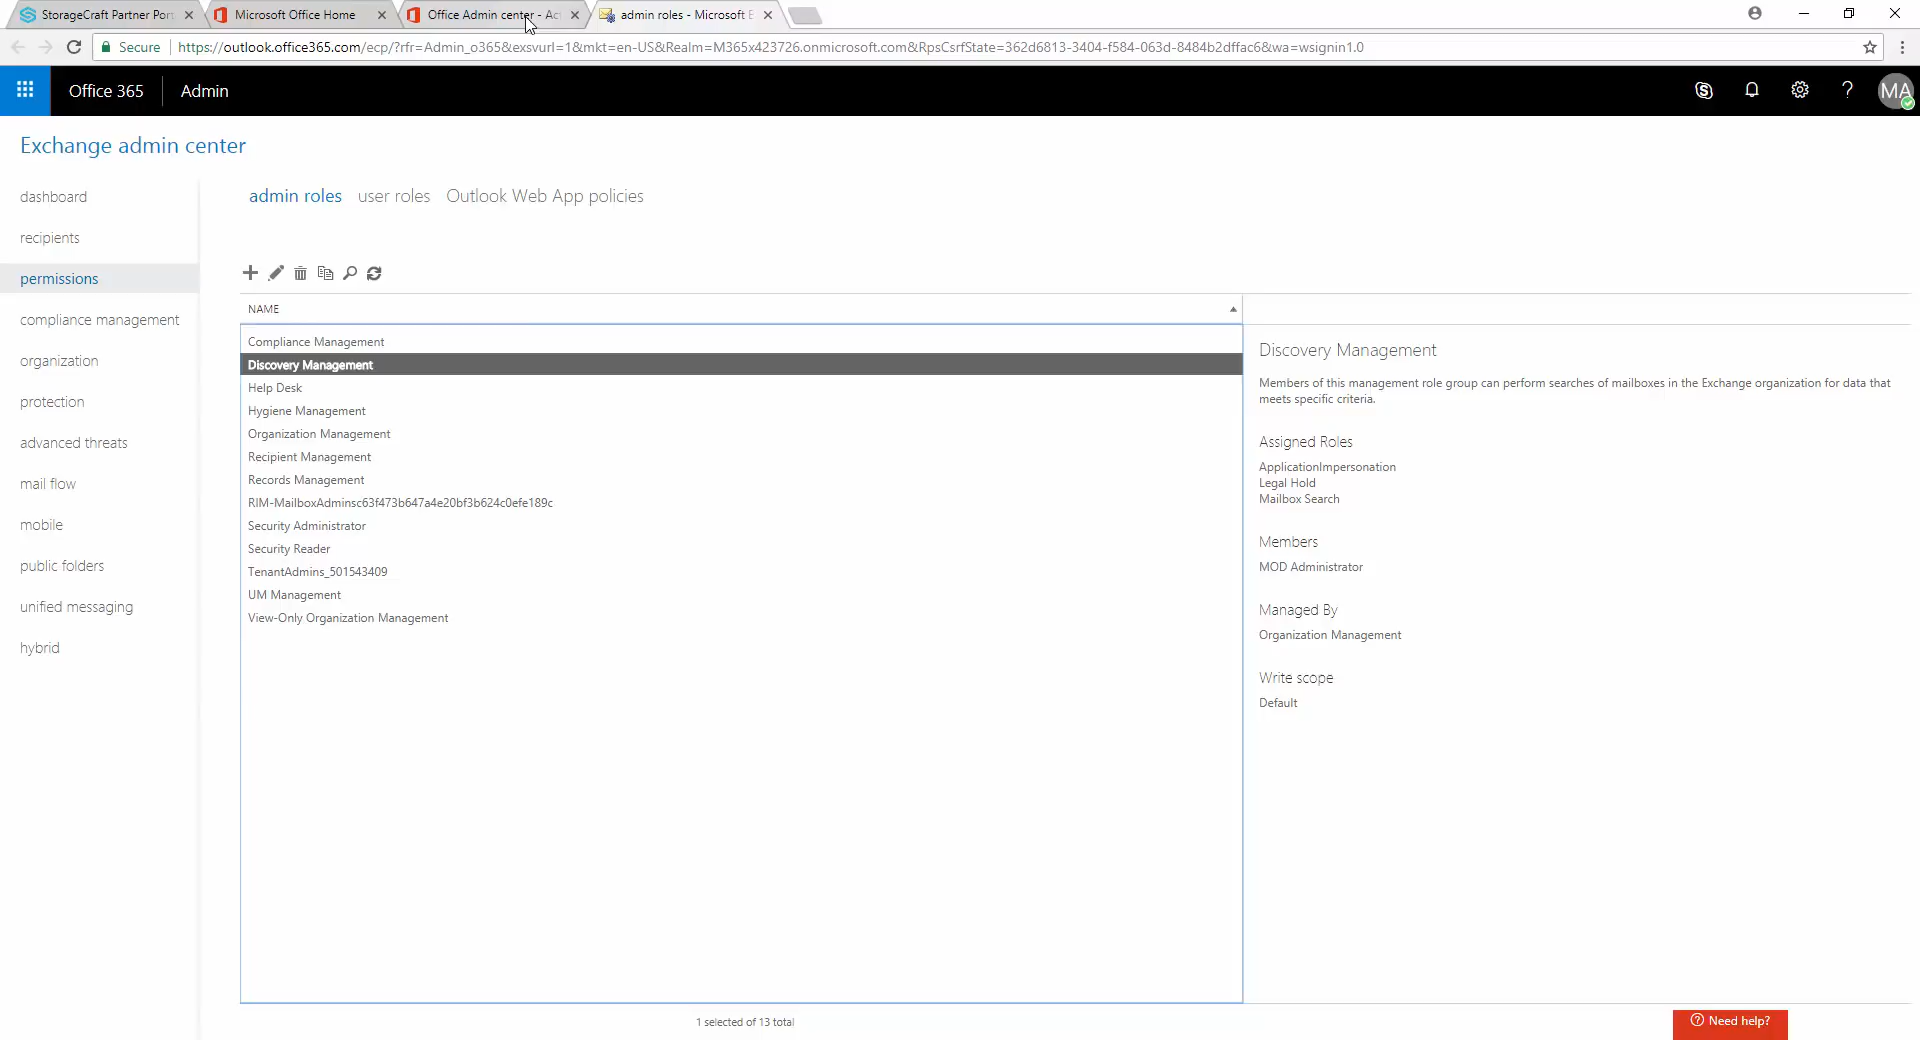 StorageCraft Partner Por
Microsoft Office Home
Office Admin center - Ac
admin roles - Microsoft E
Secure
https://outlook.office365.com/ecp/?rfr=Admin_o365&exsvurl=1&mkt=en-US&Realm=M365x423726.onmicrosoft.com&RpsCsrfState=362d6813-3404-f584-063d-8484b2dffac6&wa=wsignin1.0
Office 365
Admin
?
MA
Exchange admin center
dashboard
recipients
permissions
compliance management
organization
protection
advanced threats
mail flow
mobile
public folders
unified messaging
hybrid
admin roles user roles Outlook Web App policies
NAME
Compliance Management
Discovery Management
Help Desk
Hygiene Management
Organization Management
Recipient Management
Records Management
RIM-MailboxAdminsc63f473b647a4e20bf3b624c0efe189c
Security Administrator
Security Reader
TenantAdmins_501543409
UM Management
View-Only Organization Management
1 selected of 13 total
Discovery Management
Members of this management role group can perform searches of mailboxes in the Exchange organization for data that
meets specific criteria.
Assigned Roles
ApplicationImpersonation
Legal Hold
Mailbox Search
Members
MOD Administrator
Managed By
Organization Management
Write scope
Default
Need help?